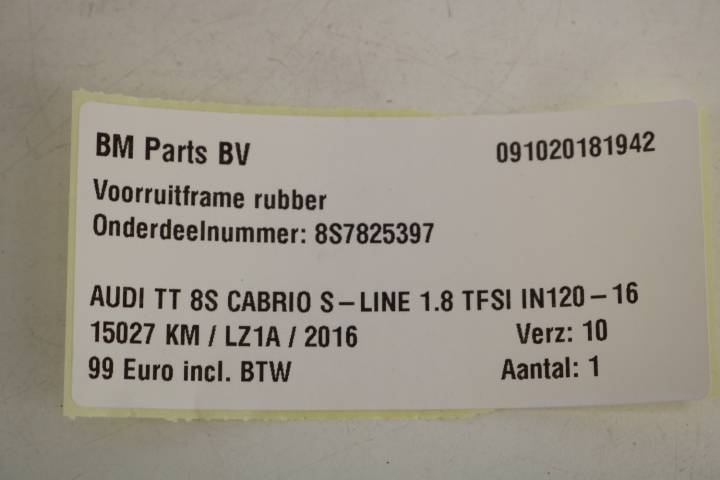 BM Parts BV 091020181942
Voorruitframe rubber
Onderdeelnummer: 8S7825397
AUDI TT 8S CABRIO S-LINE 1.8 TFSI IN120-16
15027 KM / LZ1A / 2016 Verz: 10
99 Euro incl. BTW Aantal: 1